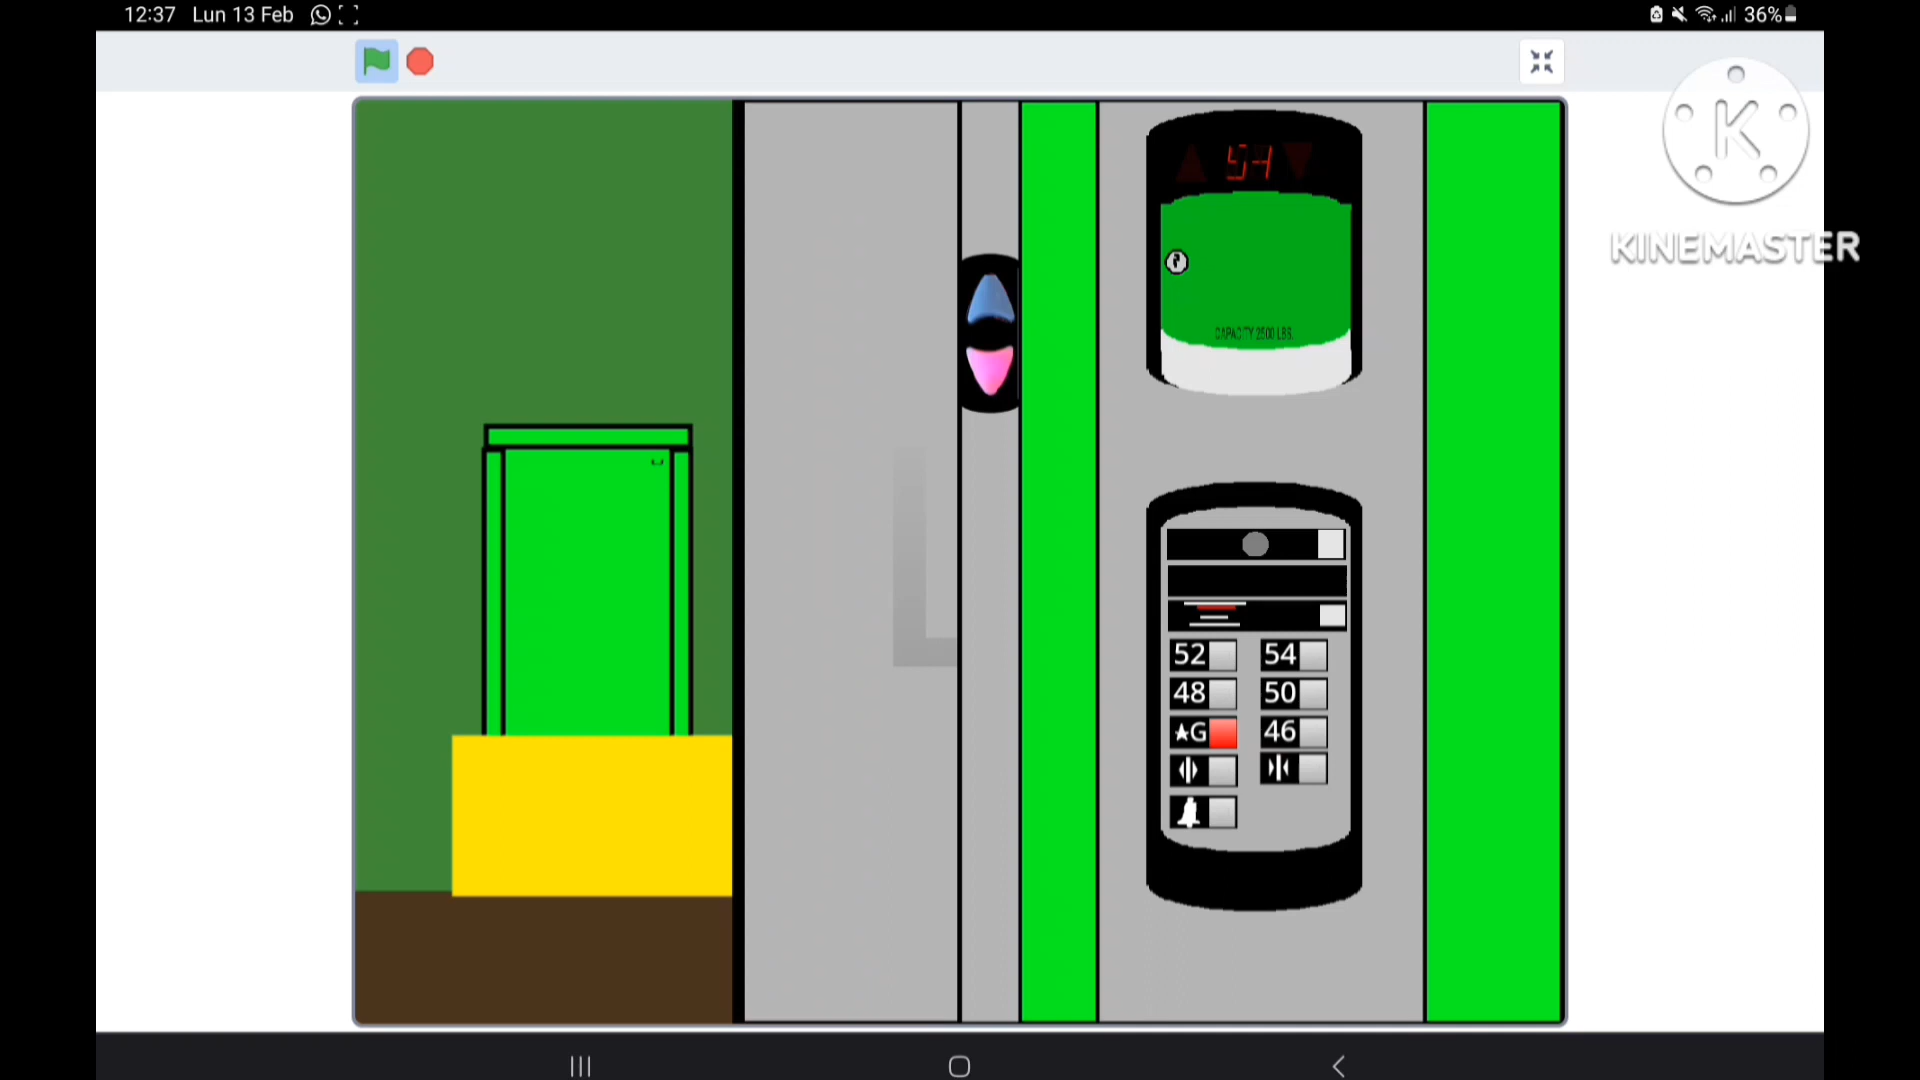 12:37 Lun 13 Feb
36%
K
KINEMASTER
54
CAPACITY 2500 LBS.
52 54
48 50
★G 46